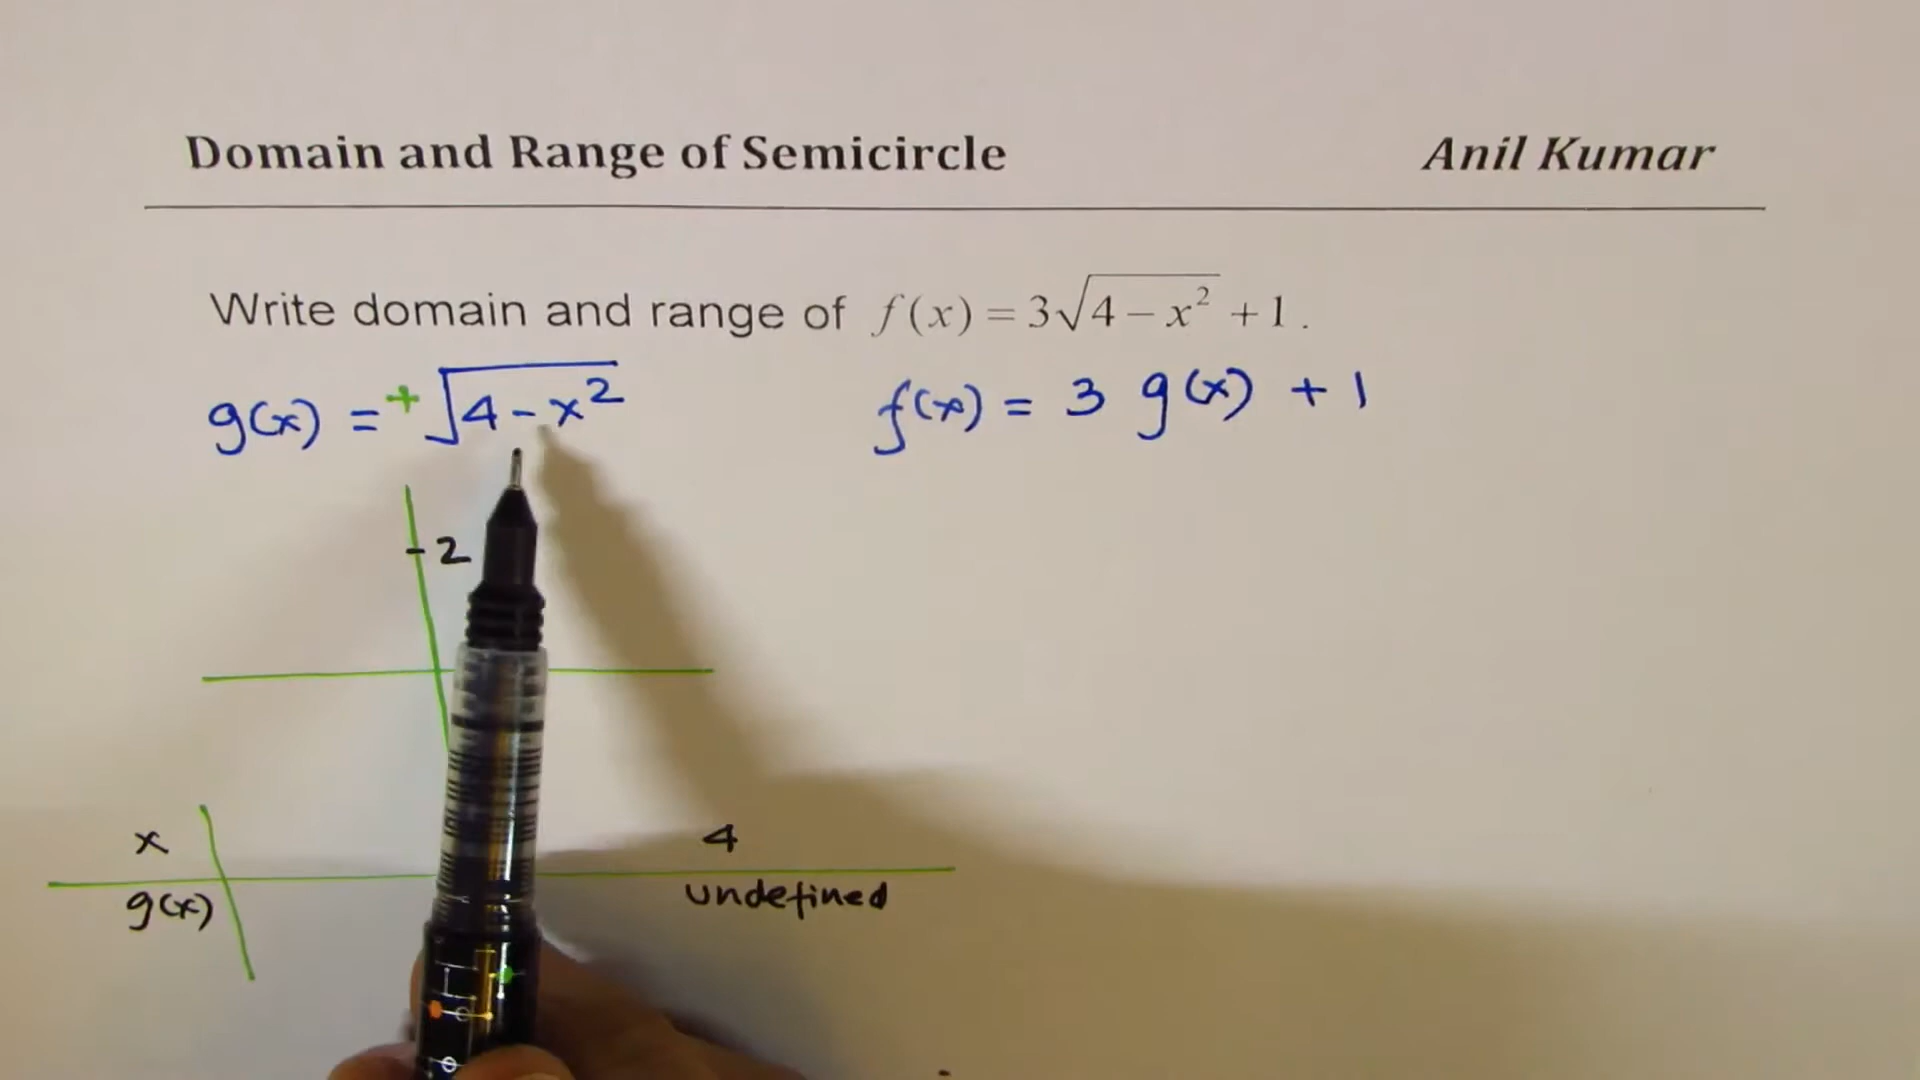 Domain and Range of Semicircle Anil Kumar
Write domain and range of f(x) = 3√(4 − x²) + 1.
g(x) = +√(4 - x²) f(x) = 3 g(x) + 1
2
x 4
g(x) undefined